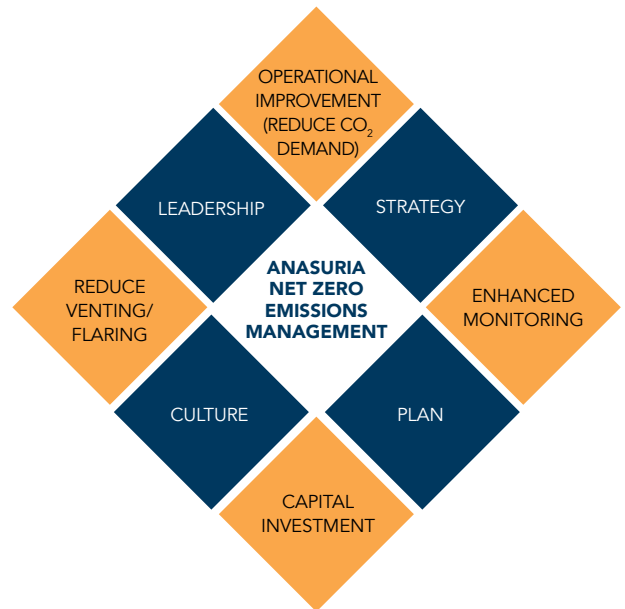 OPERATIONAL
IMPROVEMENT
(REDUCE CO₂
DEMAND)
LEADERSHIP
STRATEGY
REDUCE
VENTING/
FLARING
ANASURIA
NET ZERO
EMISSIONS
MANAGEMENT
ENHANCED
MONITORING
CULTURE
PLAN
CAPITAL
INVESTMENT